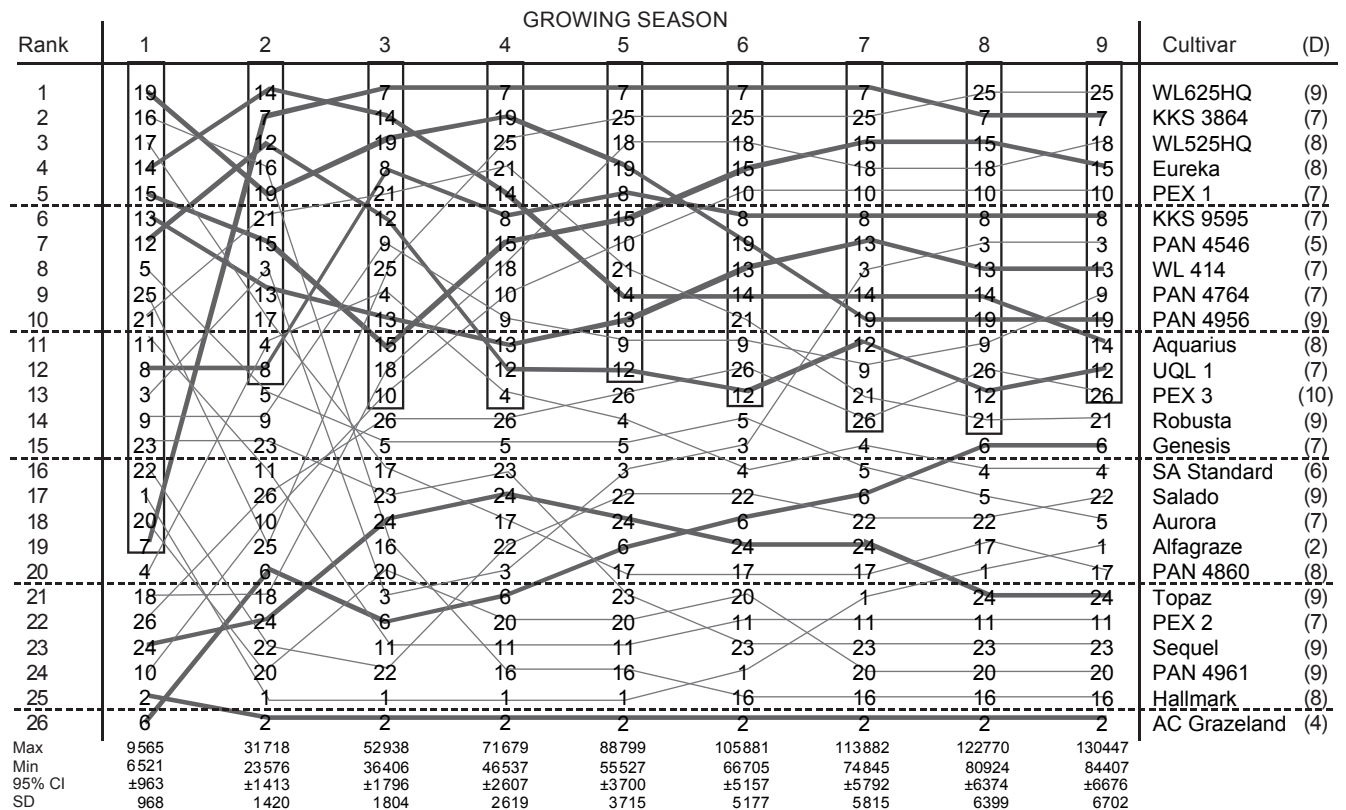 GROWING SEASON
Rank 1 2 3 4 5 6 7 8 9 Cultivar (D)
1 19 14 7 7 7 7 7 25 25 WL625HQ (9)
2 16 7 14 19 25 25 25 7 7 KKS 3864 (7)
3 17 12 19 25 18 18 15 15 18 WL525HQ (8)
4 14 16 8 21 19 15 18 18 15 Eureka (8)
5 15 19 21 14 8 10 10 10 10 PEX 1 (7)
6 13 21 12 8 15 8 8 8 8 KKS 9595 (7)
7 12 15 9 15 10 19 13 3 3 PAN 4546 (5)
8 5 3 25 18 21 13 3 13 13 WL 414 (7)
9 25 13 4 10 14 14 14 14 9 PAN 4764 (7)
10 21 17 13 9 13 21 19 19 19 PAN 4956 (9)
11 11 4 15 13 9 9 12 9 14 Aquarius (8)
12 8 8 18 12 12 26 9 26 12 UQL 1 (7)
13 3 5 10 4 26 12 21 12 26 PEX 3 (10)
14 9 9 26 26 4 5 26 21 21 Robusta (9)
15 23 23 5 5 5 3 4 6 6 Genesis (7)
16 22 11 17 23 3 4 5 4 4 SA Standard (6)
17 1 26 23 24 22 22 6 5 22 Salado (9)
18 20 10 24 17 24 6 22 22 5 Aurora (7)
19 7 25 16 22 6 24 24 17 1 Alfagraze (2)
20 4 6 20 3 17 17 17 1 17 PAN 4860 (8)
21 18 18 3 6 23 20 1 24 24 Topaz (9)
22 26 24 6 20 20 11 11 11 11 PEX 2 (7)
23 24 22 11 11 11 23 23 23 23 Sequel (9)
24 10 20 22 16 16 1 20 20 20 PAN 4961 (9)
25 2 1 1 1 1 16 16 16 16 Hallmark (8)
26 6 2 2 2 2 2 2 2 2 AC Grazeland (4)
Max 9565 31718 52938 71679 88799 105881 113882 122770 130447
Min 6521 23576 36406 46537 55527 66705 74845 80924 84407
95% CI ±963 ±1413 ±1796 ±2607 ±3700 ±5157 ±5792 ±6374 ±6676
SD 968 1420 1804 2619 3715 5177 5815 6399 6702